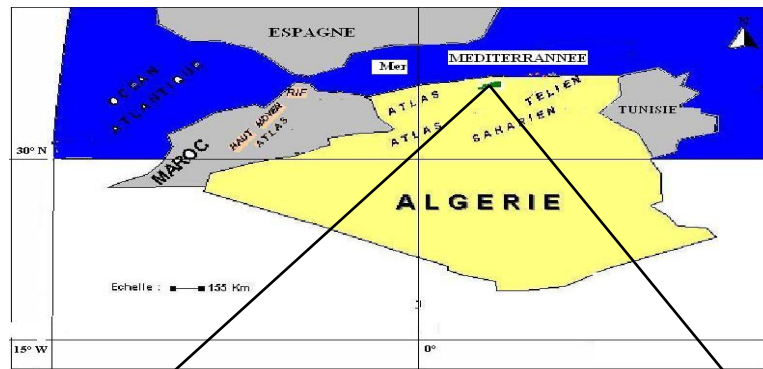 ESPAGNE
N
MEDITERRANNEE
Mer
OCEAN
ATLANTIQUE
RIF
ATLAS
TELIEN
TUNISIE
HAUT MOYEN
ATLAS
ATLAS
SAHARIEN
MAROC
30° N
ALGERIE
Echelle : 155 Km
15° W
0°